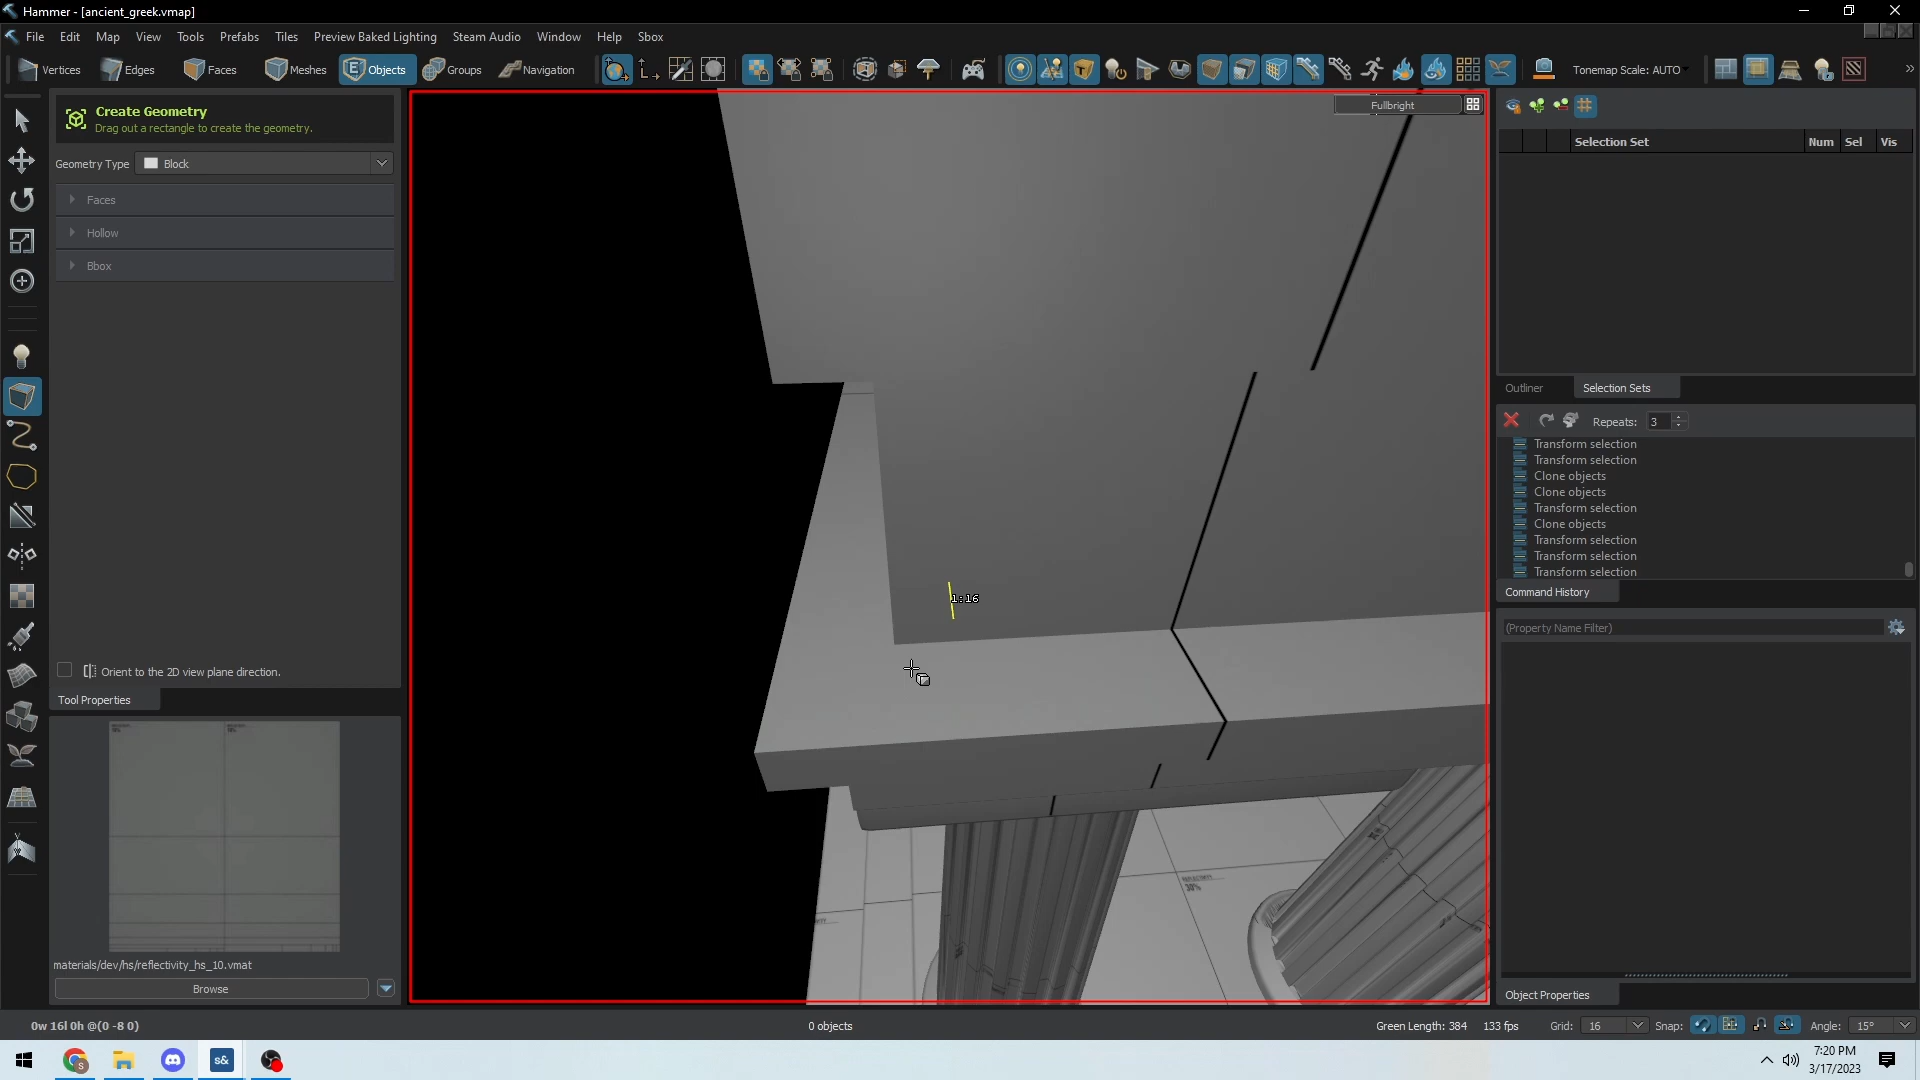 Hammer - [ancient_greek.vmap]
File Edit Map View Tools Prefabs Tiles Preview Baked Lighting Steam Audio Window Help Sbox
Vertices Edges Faces Meshes Objects Groups Navigation Tonemap Scale: AUTO »
Create Geometry
Drag out a rectangle to create the geometry.
Geometry Type Block
Faces
Hollow
Bbox
Fullbright
Selection Set Num Sel Vis
Outliner Selection Sets
Repeats: 3
Transform selection
Transform selection
Clone objects
Clone objects
Transform selection
Clone objects
Transform selection
Transform selection
Transform selection
Command History
(Property Name Filter)
1:16
30%
Orient to the 2D view plane direction.
Tool Properties
materials/dev/hs/reflectivity_hs_10.vmat
Browse
Object Properties
0w 16l 0h @(0 -8 0)
0 objects
Green Length: 384 133 fps Grid: 16 Snap: Angle: 15°
s&
7:20 PM
3/17/2023